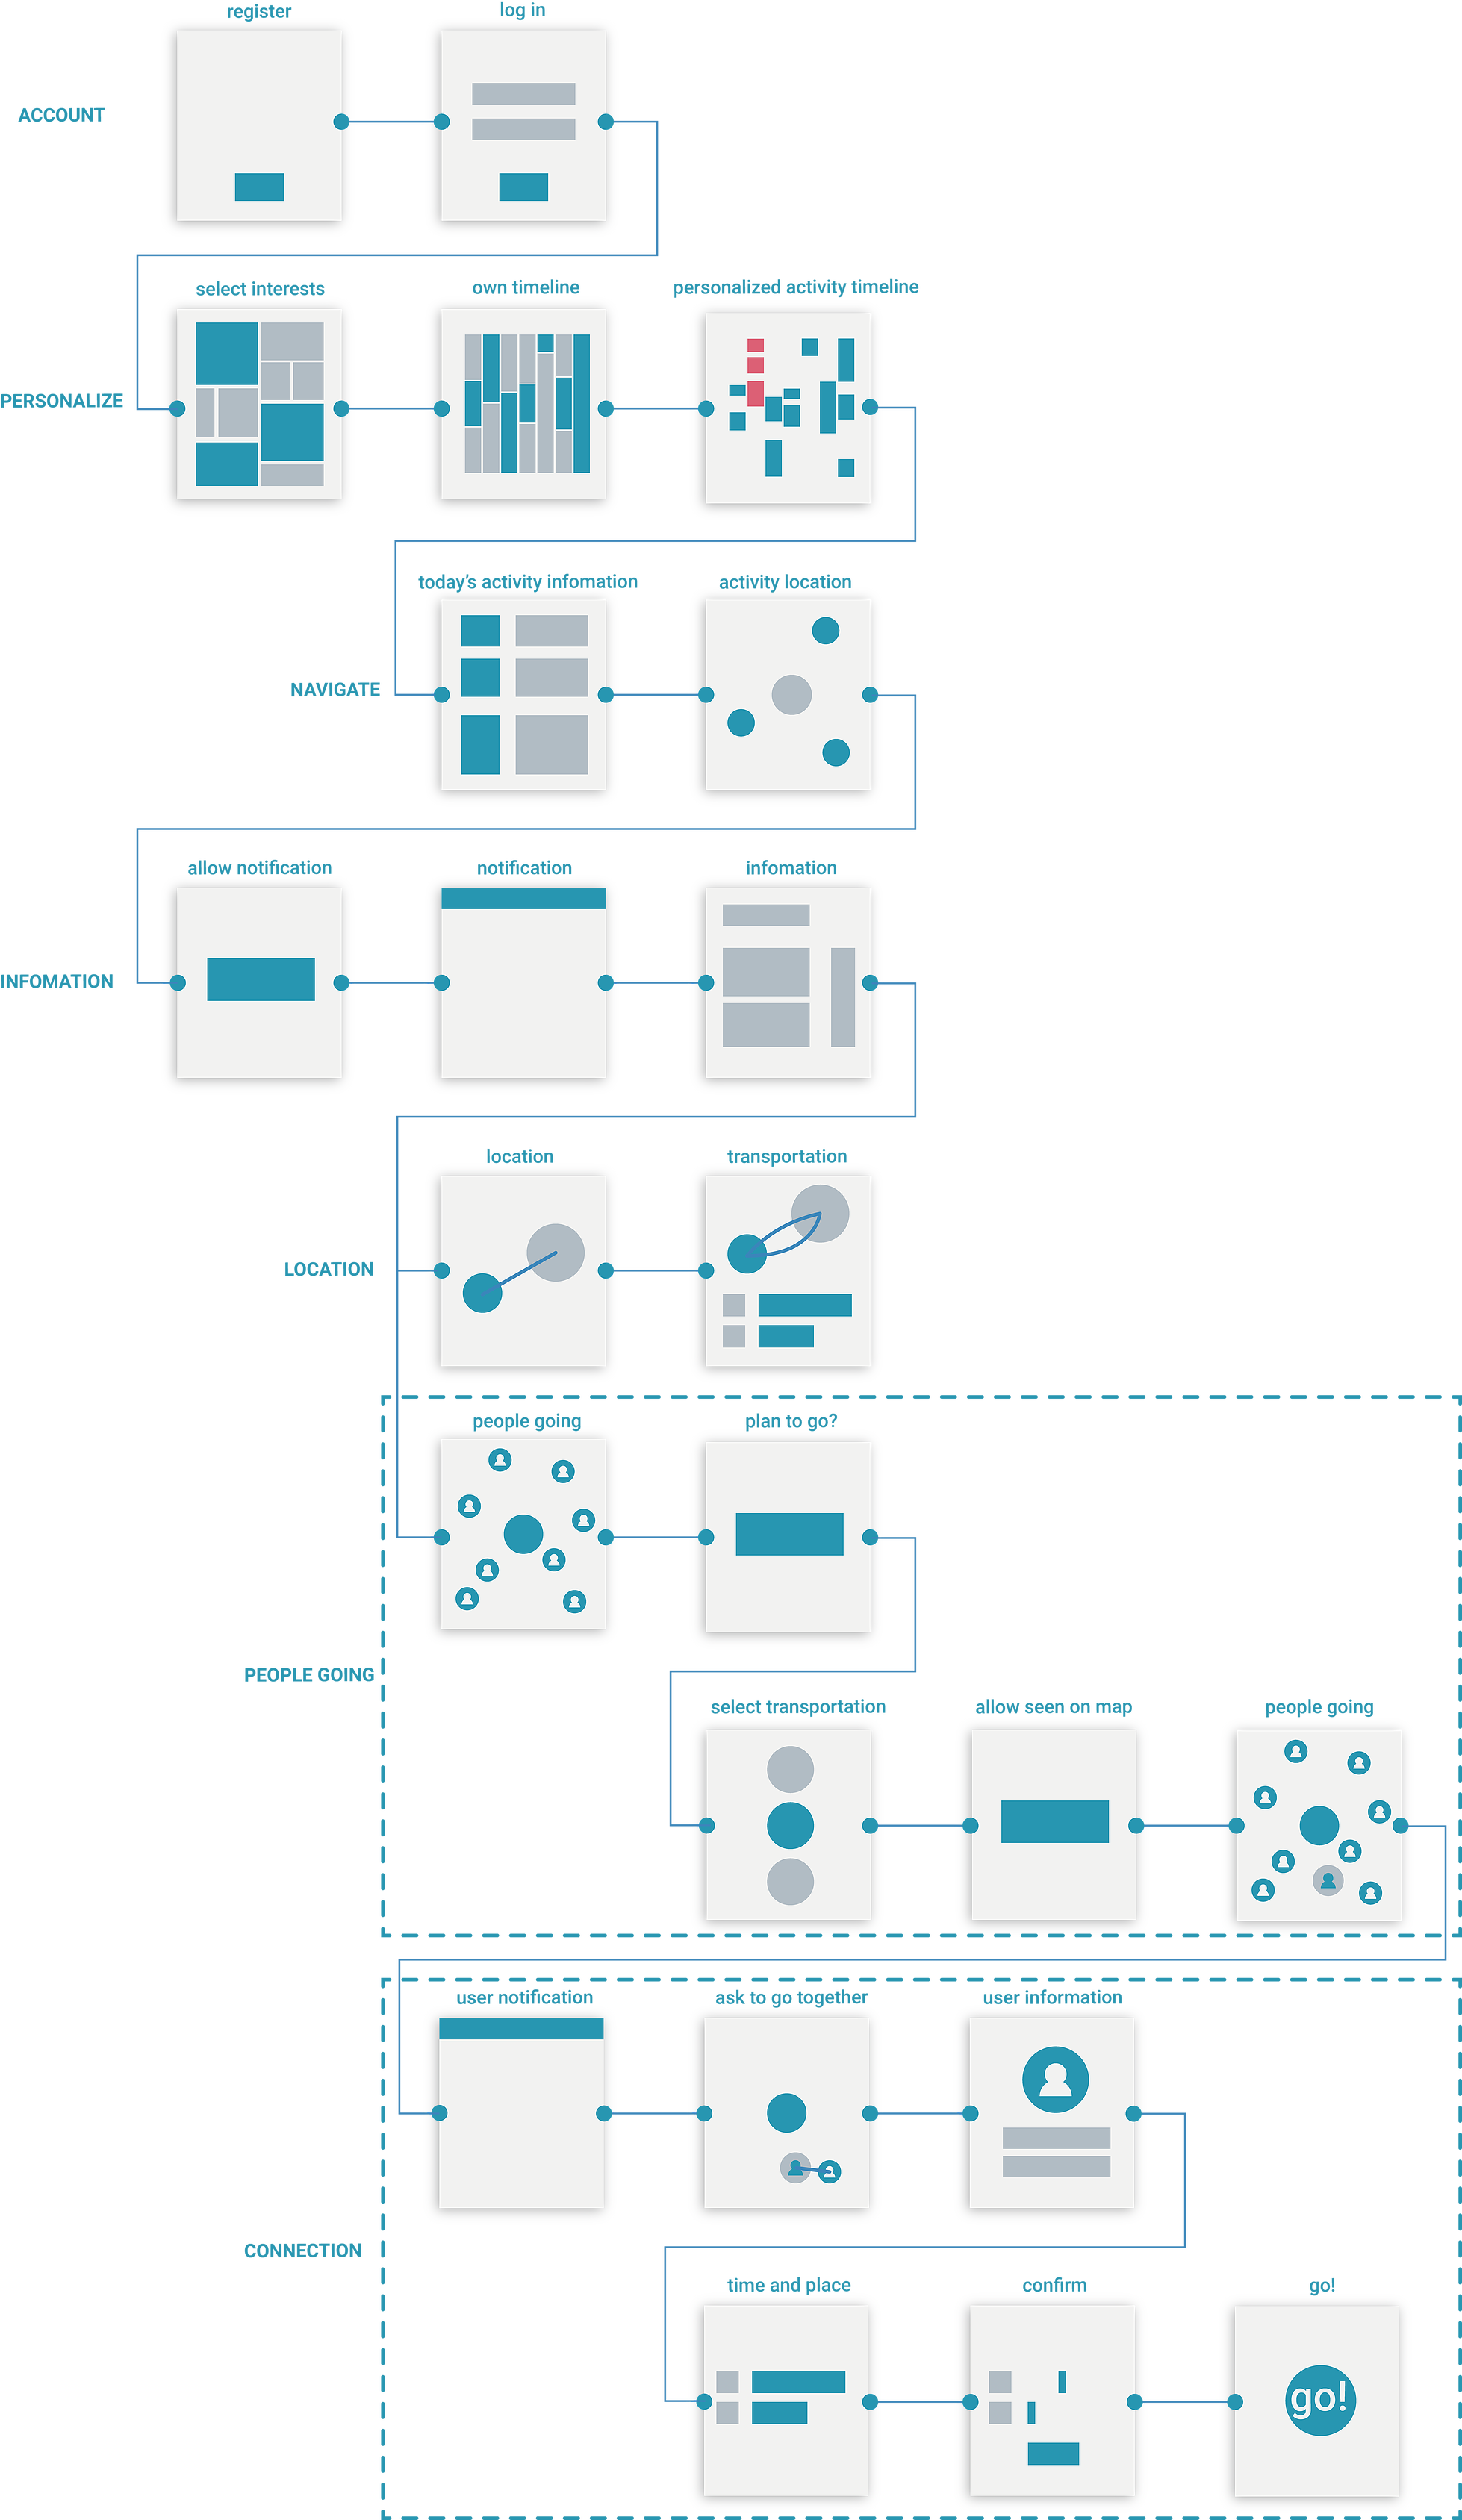 register
log in
ACCOUNT
select interests
own timeline
personalized activity timeline
PERSONALIZE
today's activity infomation
activity location
NAVIGATE
allow notification
notification
infomation
INFOMATION
location
transportation
LOCATION
people going
plan to go?
PEOPLE GOING
select transportation
allow seen on map
people going
user notification
ask to go together
user information
CONNECTION
time and place
confirm
go!
go!